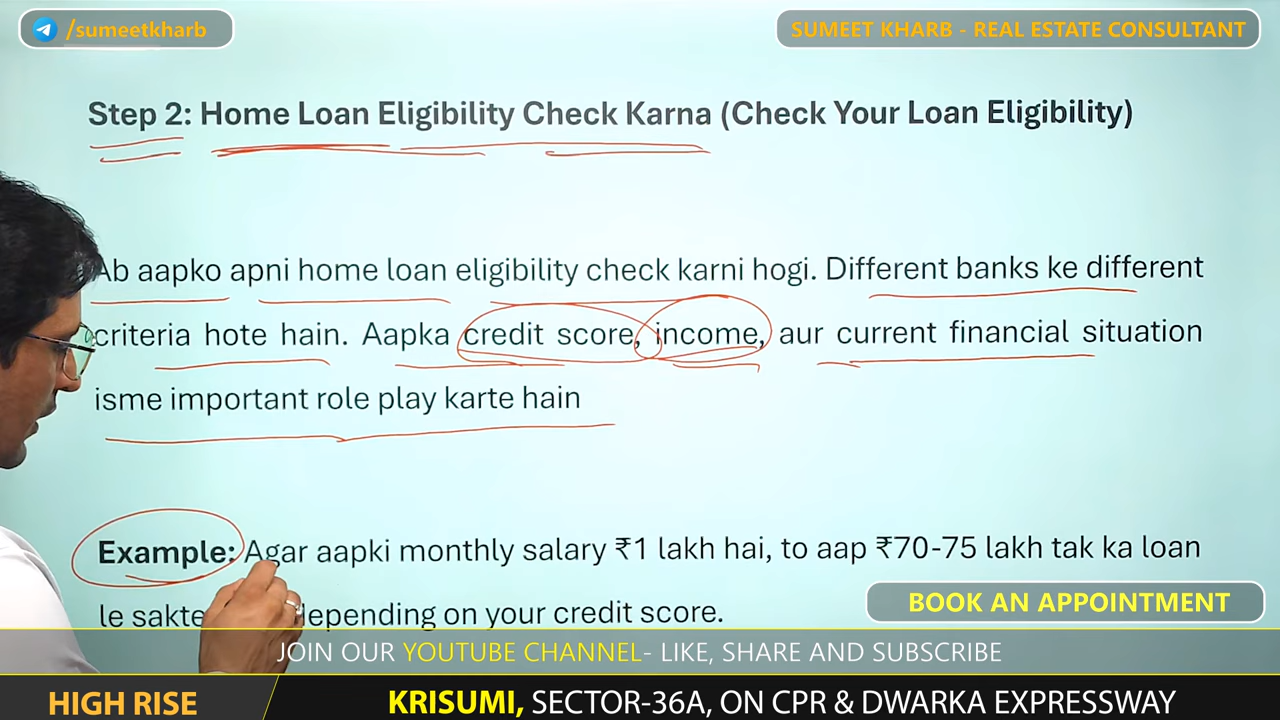 /sumeetkharb
SUMEET KHARB - REAL ESTATE CONSULTANT
Step 2: Home Loan Eligibility Check Karna (Check Your Loan Eligibility)
Ab aapko apni home loan eligibility check karni hogi. Different banks ke different
criteria hote hain. Aapka credit score, income, aur current financial situation
isme important role play karte hain
Example: Agar aapki monthly salary ₹1 lakh hai, to aap ₹70-75 lakh tak ka loan
le sakte depending on your credit score.
BOOK AN APPOINTMENT
JOIN OUR YOUTUBE CHANNEL- LIKE, SHARE AND SUBSCRIBE
HIGH RISE KRISUMI, SECTOR-36A, ON CPR & DWARKA EXPRESSWAY